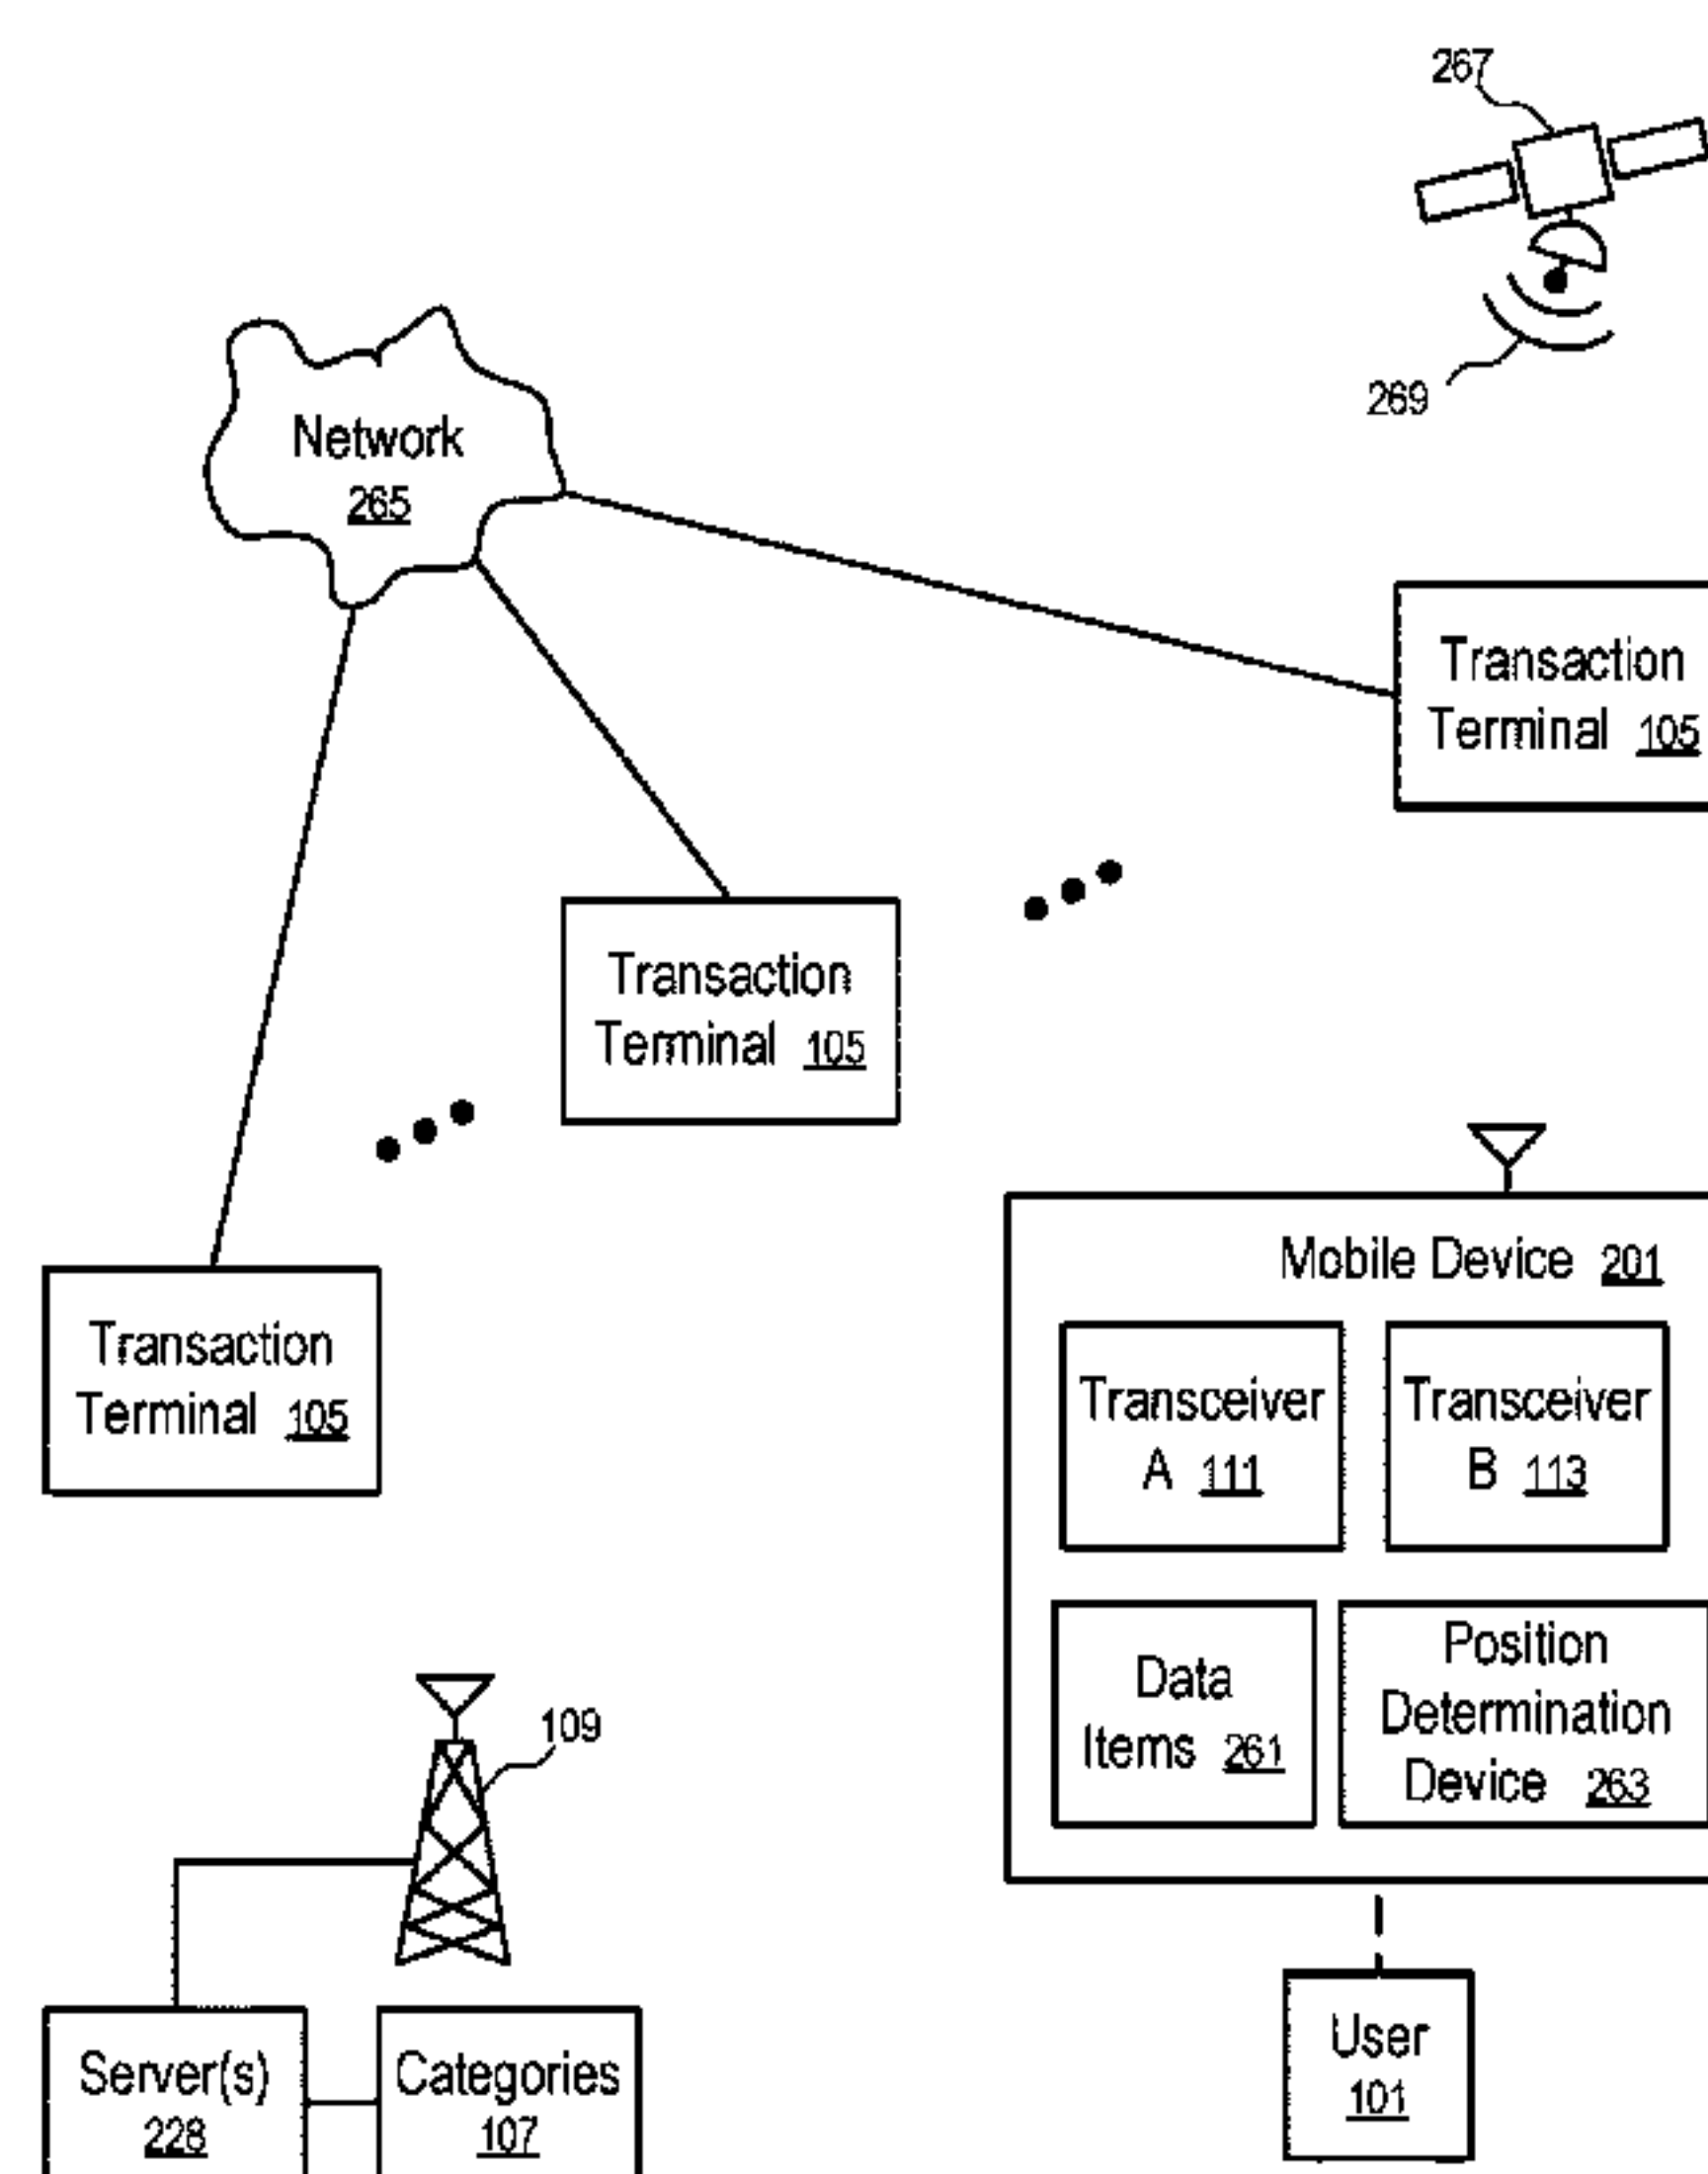 267
269
Network
265
Transaction
Terminal 105
Transaction
Terminal 105
Transaction
Terminal 105
Mobile Device 201
Transceiver
A 111
Transceiver
B 113
Data
Items 261
Position
Determination
Device 263
109
Server(s)
228
Categories
107
User
101